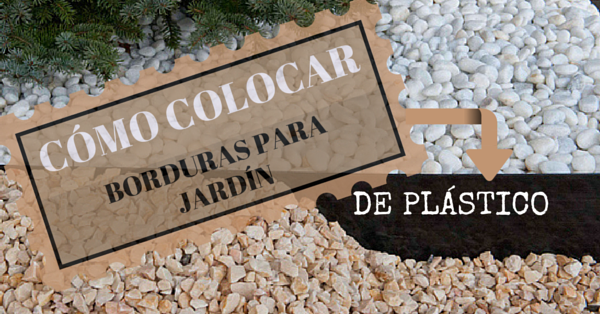 CÓMO COLOCAR
BORDURAS PARA
JARDÍN
DE PLÁSTICO